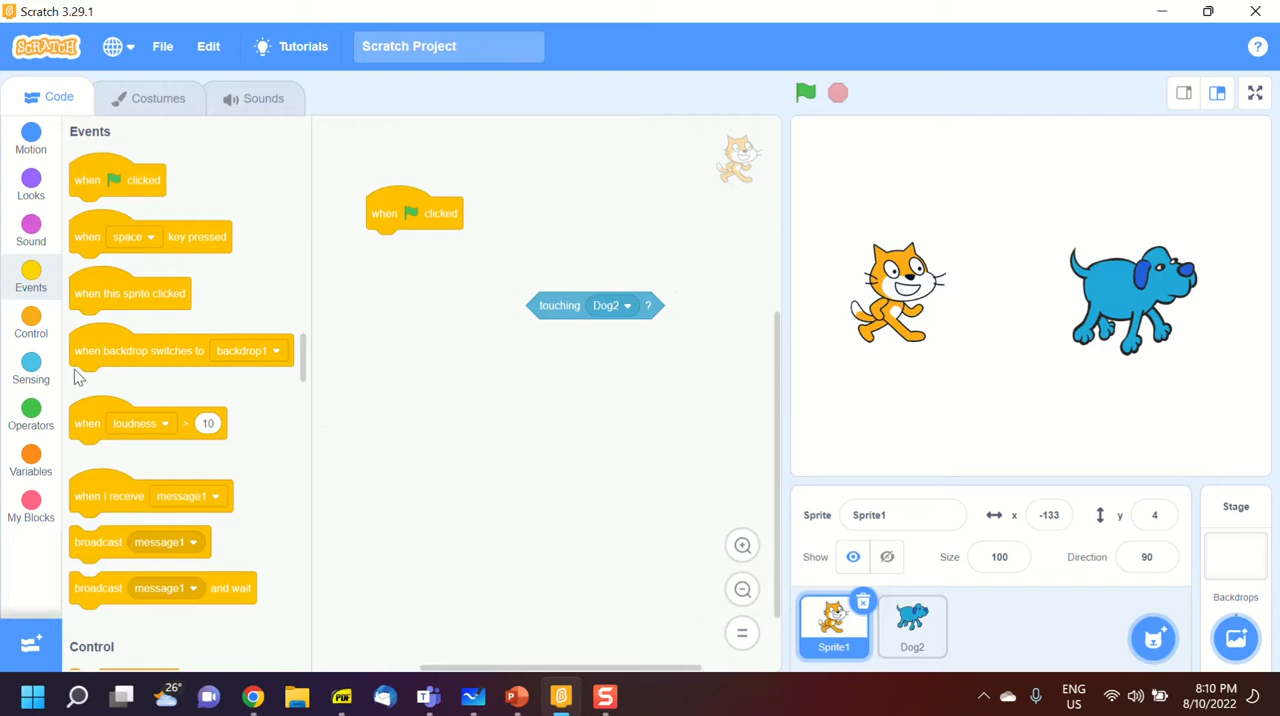 Scratch 3.29.1
SCRATCH File Edit Tutorials Scratch Project ?
Code Costumes Sounds
Motion
Looks
Sound
Events
Control
Sensing
Operators
Variables
My Blocks
Events
when clicked
when space key pressed
when this sprite clicked
when backdrop switches to backdrop1
when loudness > 10
when I receive message1
broadcast message1
broadcast message1 and wait
Control
when clicked
touching Dog2 ?
Sprite Sprite1 x -133 y 4
Show Size 100 Direction 90
Sprite1
Dog2
Stage
Backdrops
26°
PDF
ENG
US
8:10 PM
8/10/2022